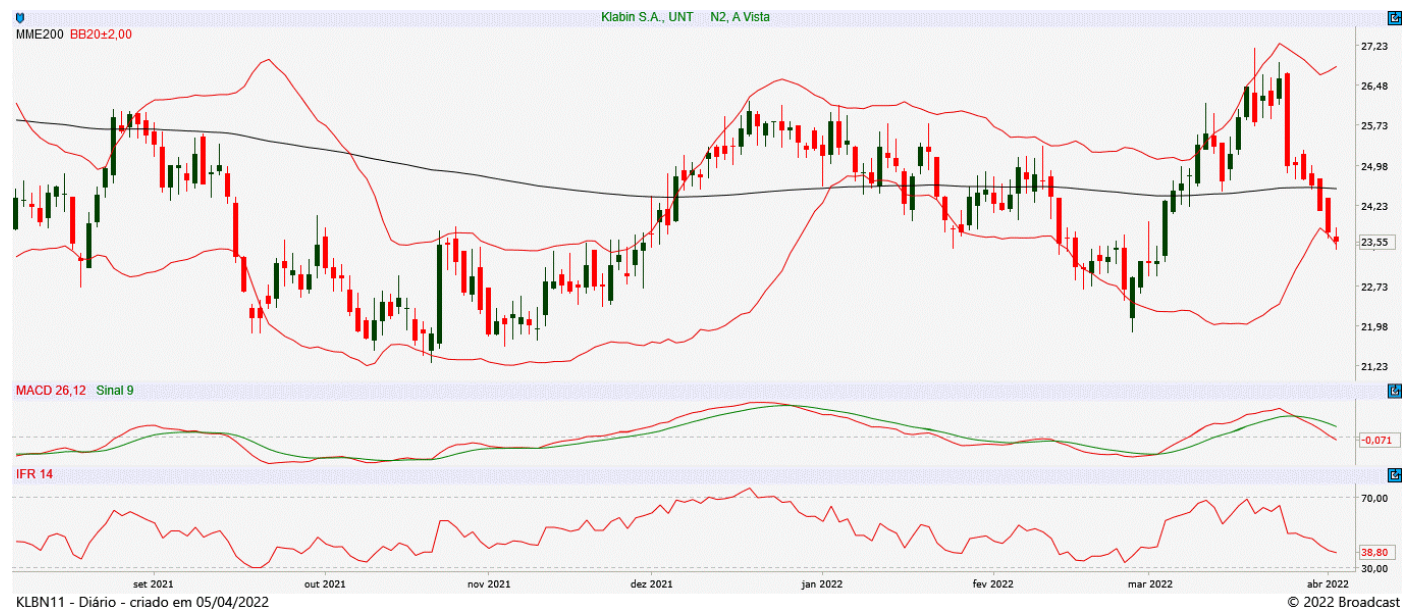 Klabin S.A., UNT N2, A Vista
MME200 BB20±2,00
27,23
26,48
25,73
24,98
24,23
23,55
22,73
21,98
21,23
MACD 26,12 Sinal 9
-0,071
IFR 14
70,00
38,80
30,00
set 2021 out 2021 nov 2021 dez 2021 jan 2022 fev 2022 mar 2022 abr 2022
KLBN11 - Diário - criado em 05/04/2022 © 2022 Broadcast